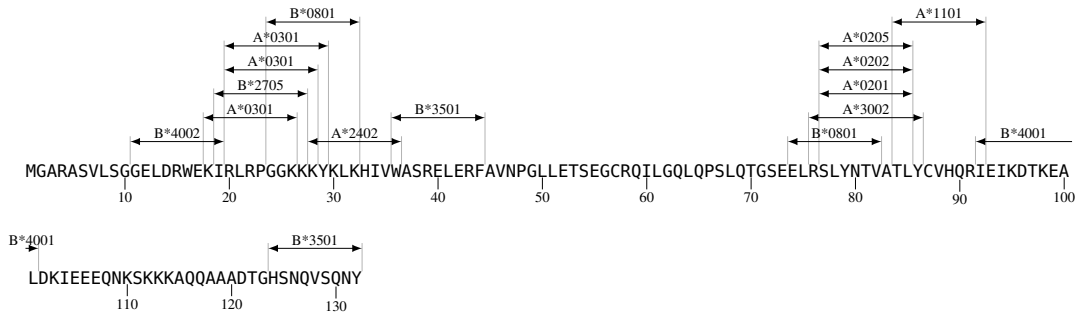 B*0801 A*1101
A*0301 A*0205
A*0301 A*0202
B*2705 A*0201
A*0301 B*3501 A*3002
B*4002 A*2402 B*0801 B*4001
MGARASVLSGGELDRWEKIRLRPGGKKKYKLKHIVWASRELERFAVNPGLLETSEGCRQILGQLQPSLQTGSEELRSLYNTVATLYCVHQRIEIKDTKEA
10 20 30 40 50 60 70 80 90 100
B*4001 B*3501
LDKIEEEQNKSKKKAQQAAADTGHSNQVSQNY
110 120 130